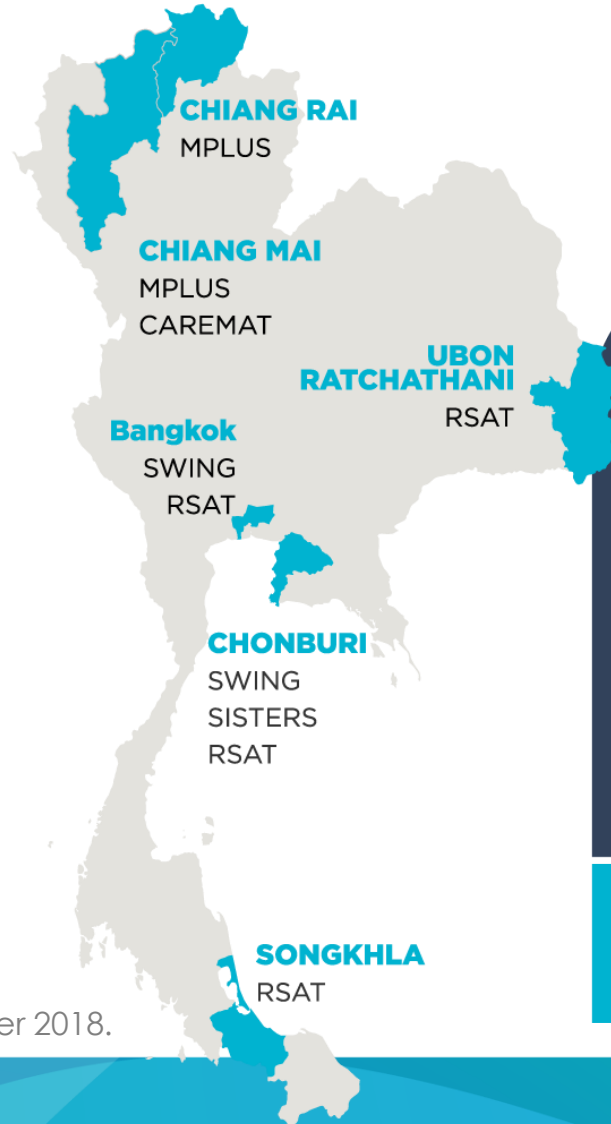 CHIANG RAI
MPLUS
CHIANG MAI
MPLUS
CAREMAT
UBON
RATCHATHANI
RSAT
Bangkok
SWING
RSAT
CHONBURI
SWING
SISTERS
RSAT
SONGKHLA
RSAT
2018.